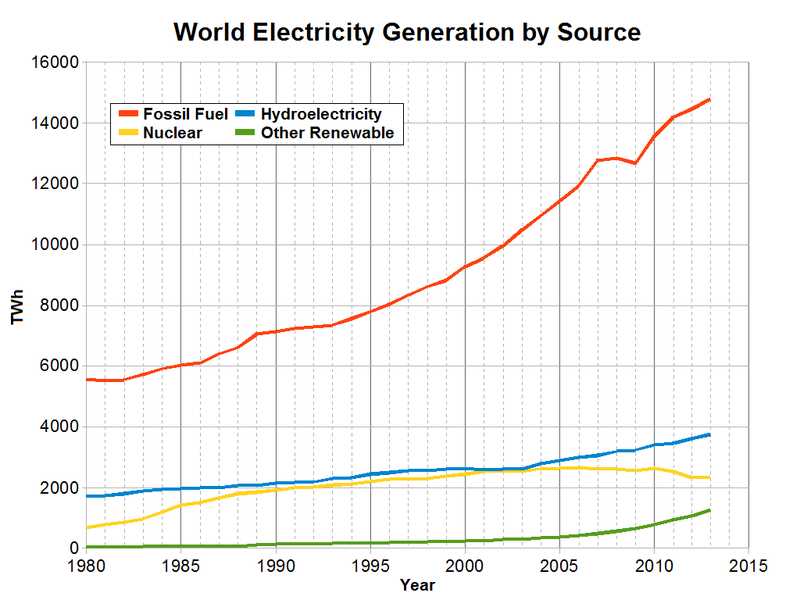 World Electricity Generation by Source
16000
14000
12000
10000
8000
6000
4000
2000
0
Fossil Fuel Hydroelectricity
Nuclear Other Renewable
TWh
1980 1985 1990 1995 2000 2005 2010 2015
Year